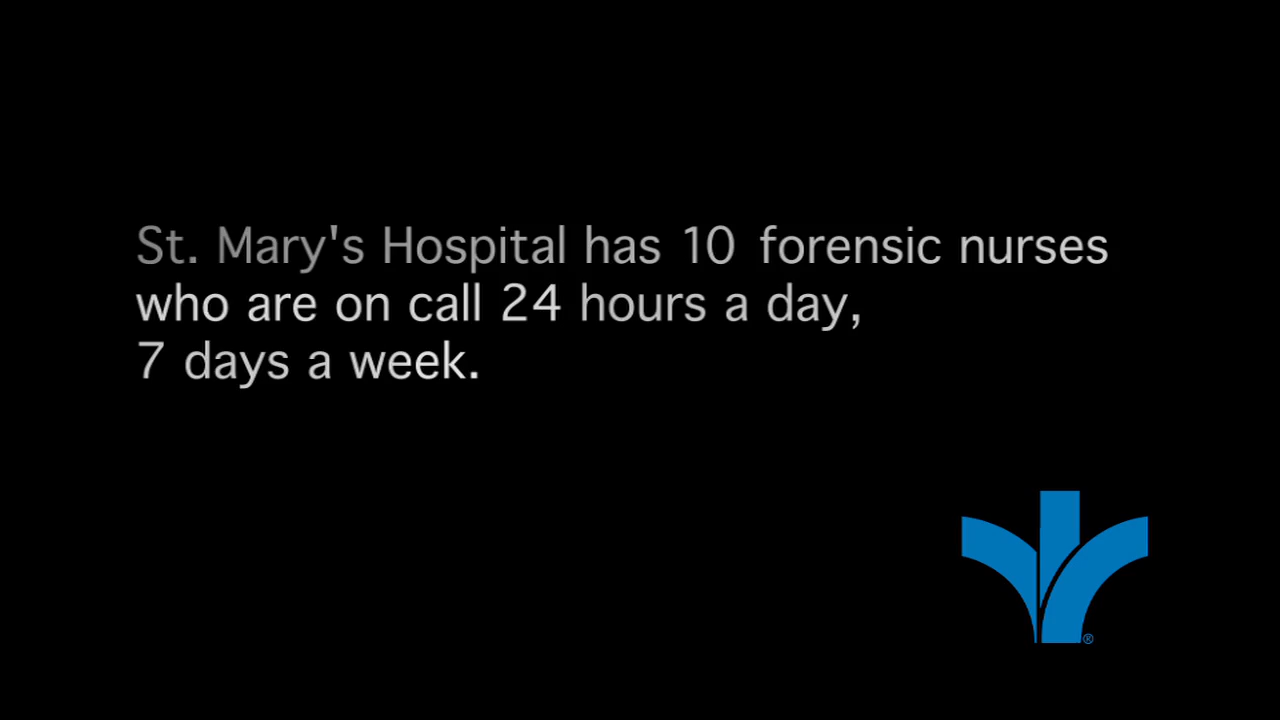 St. Mary's Hospital has 10 forensic nurses
who are on call 24 hours a day,
7 days a week.
®